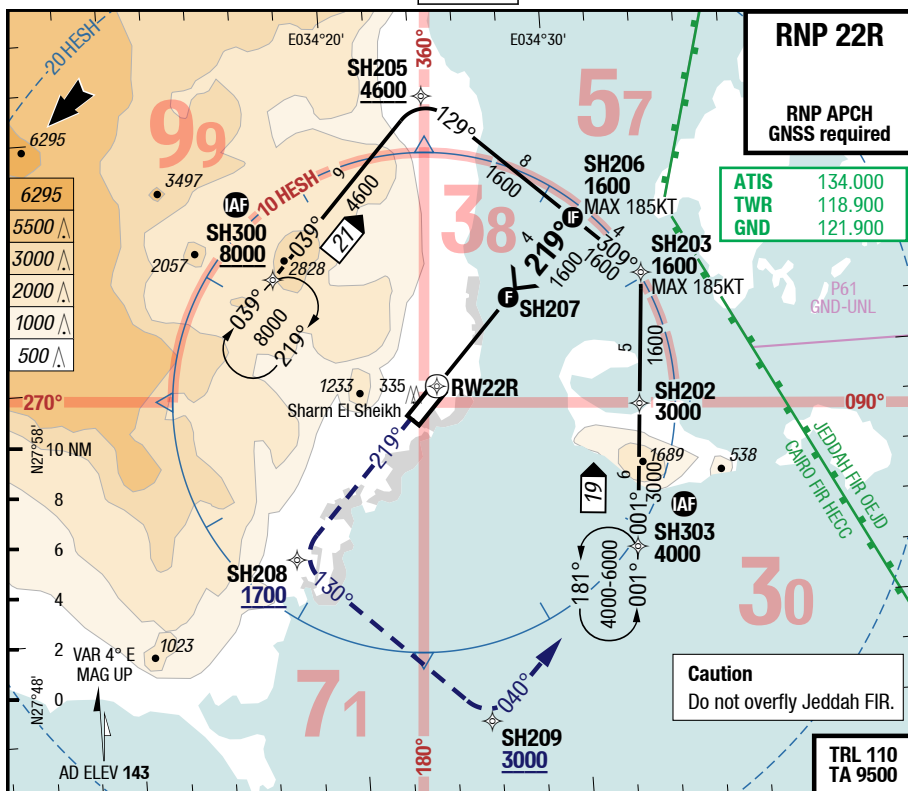 RNP 22R
RNP APCH
GNSS required
ATIS 134.000
TWR 118.900
GND 121.900
20 HESH
E034°20'
E034°30'
360°
SH205
4600
129°
57
99
6295
3497
6295
5500
3000
2000
1000
500
IAF
SH300
8000
10 HESH
9
4600
039°
21
8
1600
SH206
1600
MAX 185KT
IF
38
4
219°
1600
4
309°
1600
SH203
1600
MAX 185KT
P61
GND-UNL
2057
2828
F
SH207
039°
8000
219°
5
1600
1233
335
RW22R
Sharm El Sheikh
270°
090°
SH202
3000
N27°58'
10 NM
8
6
4
2
0
N27°48'
219°
1689
538
19
6
3000
001°
IAF
SH303
4000
JEDDAH FIR OEJD
CAIRO FIR HECC
SH208
1700
130°
181°
4000-6000
001°
30
1023
VAR 4° E
MAG UP
71
040°
SH209
3000
180°
AD ELEV 143
Caution
Do not overfly Jeddah FIR.
TRL 110
TA 9500